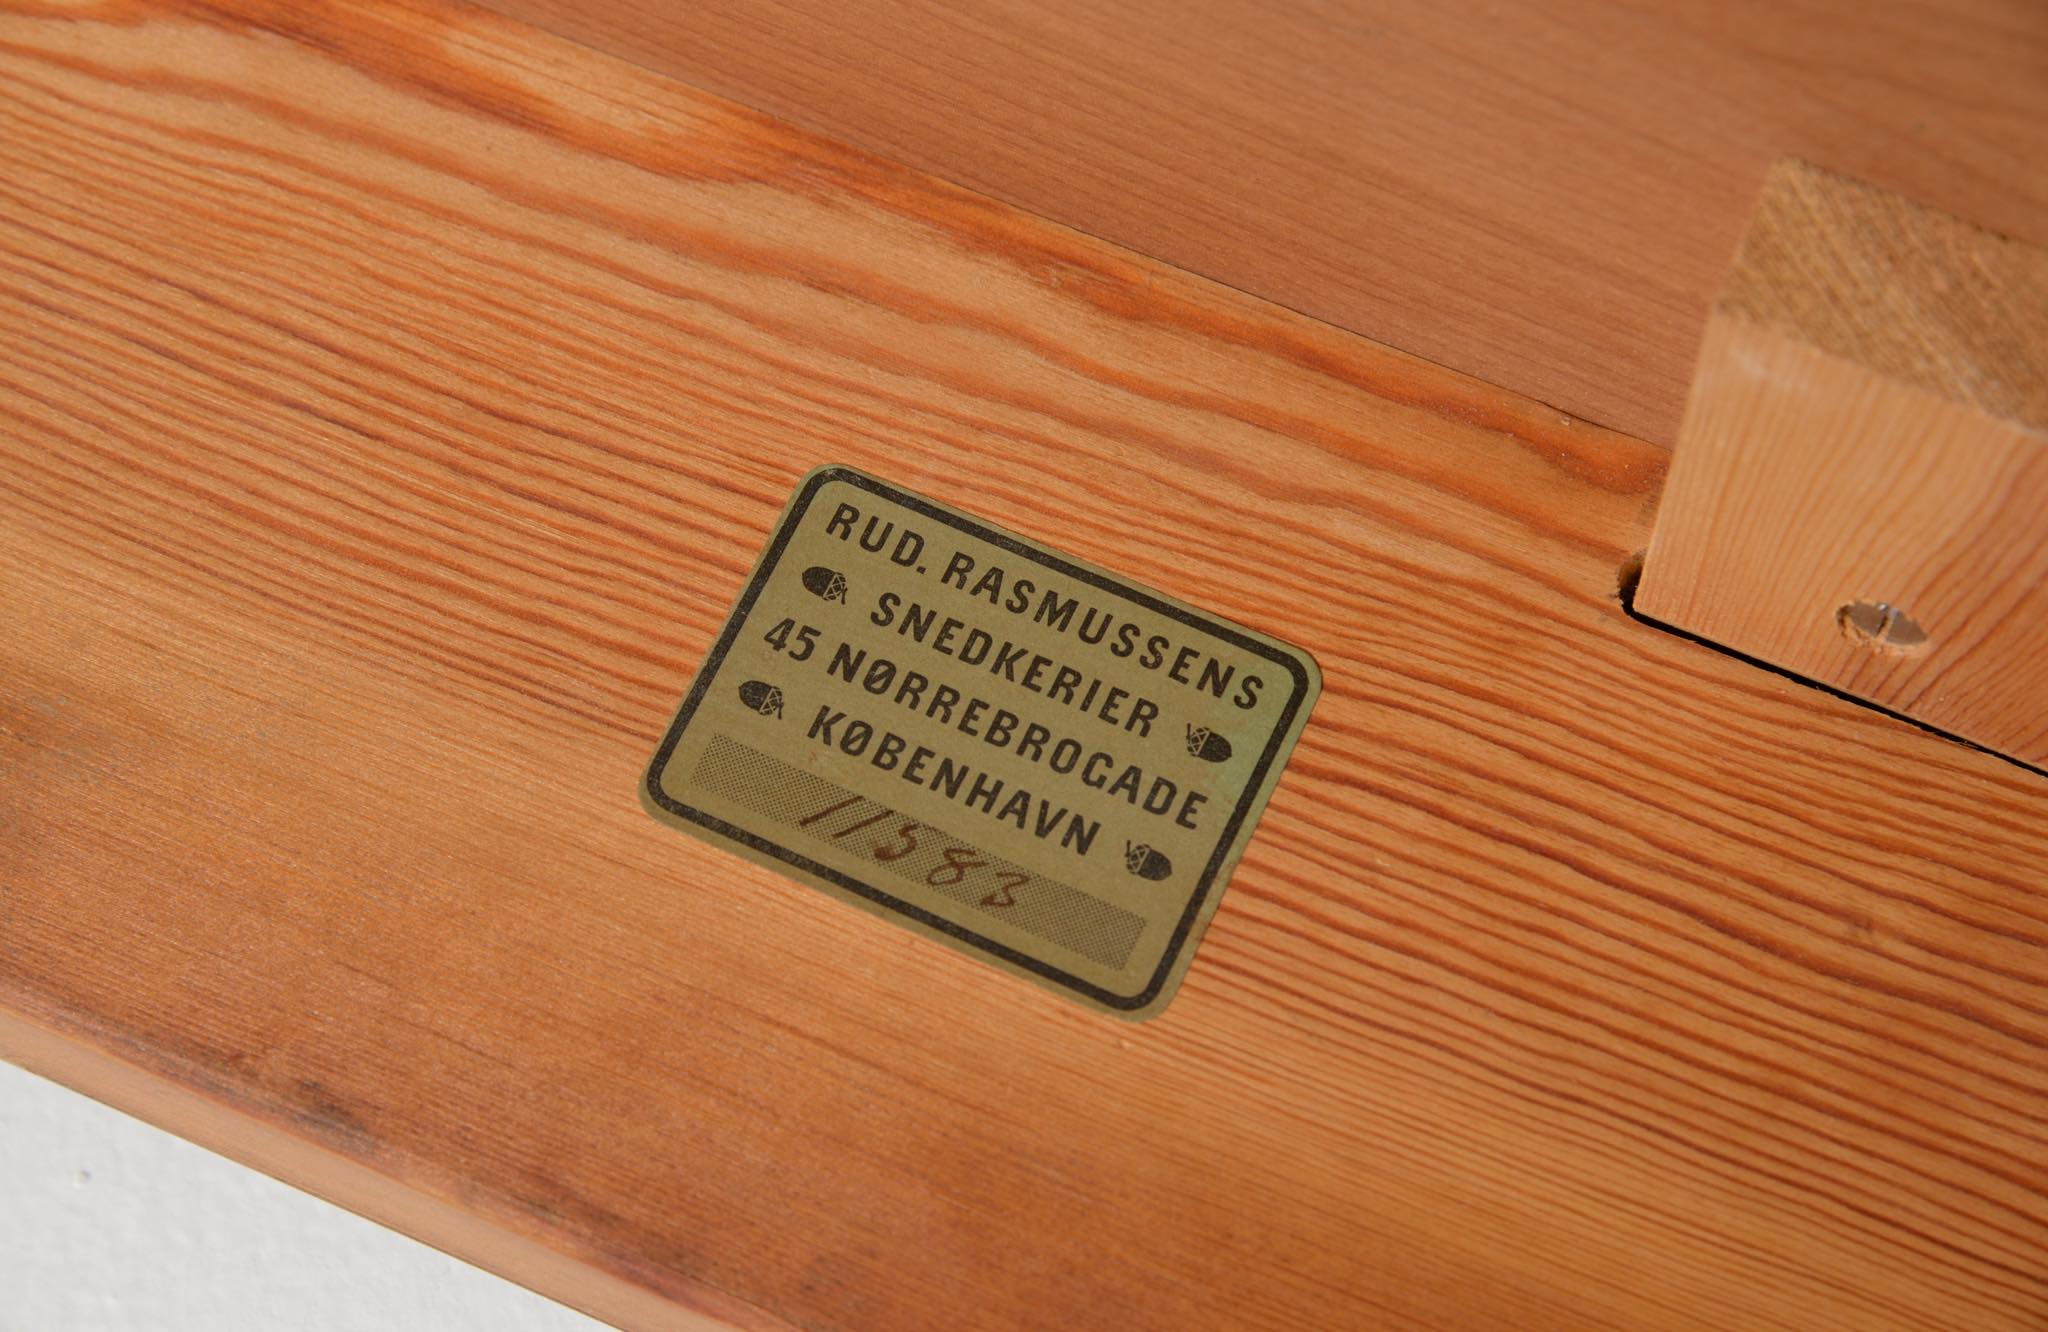 RUD. RASMUSSENS
SNEDKERIER
45 NØRREBROGADE
KØBENHAVN
11583